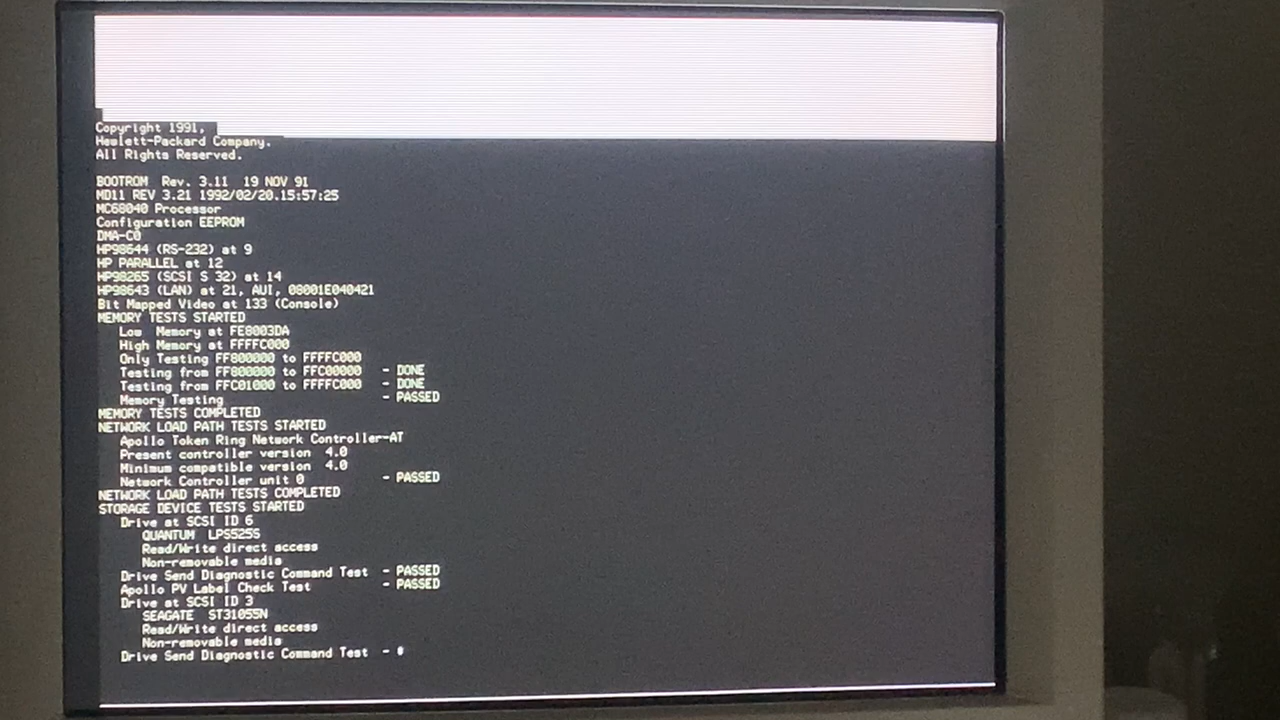 Copyright 1991,
Hewlett-Packard Company.
All Rights Reserved.
BOOTROM  Rev. 3.11  19 NOV 91
MD11 REV 3.21 1992/02/20.15:57:25
MC68040 Processor
Configuration EEPROM
DMA-C0
HP98644 (RS-232) at 9
HP PARALLEL at 12
HP98265 (SCSI S 32) at 14
HP98643 (LAN) at 21, AUI, 08001E040421
Bit Mapped Video at 133 (Console)
MEMORY TESTS STARTED
Low  Memory at FE8003DA
High Memory at FFFFC000
Only Testing FF800000 to FFFFC000
Testing from FF800000 to FFC00000  - DONE
Testing from FFC01000 to FFFFC000  - DONE
Memory Testing  - PASSED
MEMORY TESTS COMPLETED
NETWORK LOAD PATH TESTS STARTED
Apollo Token Ring Network Controller-AT
Present controller version  4.0
Minimum compatible version  4.0
Network Controller unit 0  - PASSED
NETWORK LOAD PATH TESTS COMPLETED
STORAGE DEVICE TESTS STARTED
Drive at SCSI ID 6
QUANTUM  LPS525S
Read/Write direct access
Non-removable media
Drive Send Diagnostic Command Test  - PASSED
Apollo PV Label Check Test  - PASSED
Drive at SCSI ID 3
SEAGATE  ST31055N
Read/Write direct access
Non-removable media
Drive Send Diagnostic Command Test  -